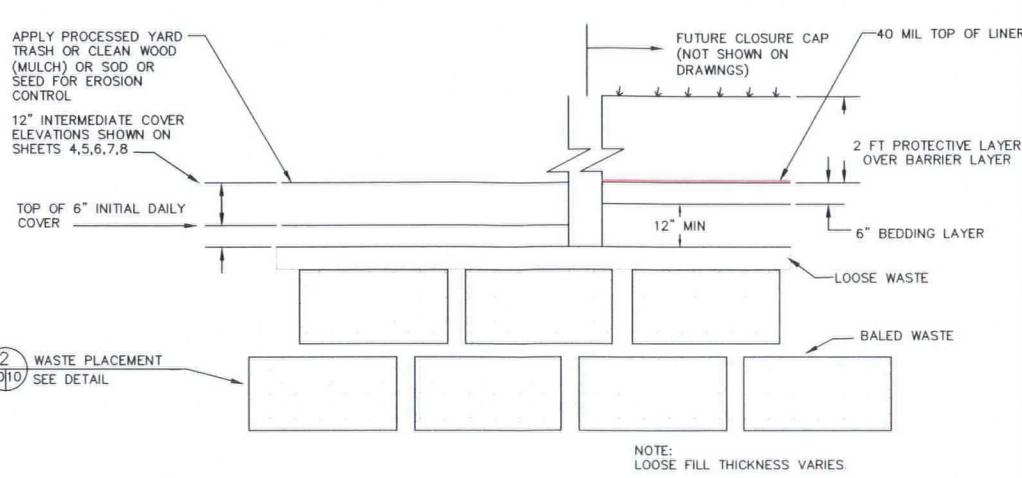 APPLY PROCESSED YARD
TRASH OR CLEAN WOOD
(MULCH) OR SOD OR
SEED FOR EROSION
CONTROL
12" INTERMEDIATE COVER
ELEVATIONS SHOWN ON
SHEETS 4,5,6,7,8
TOP OF 6" INITIAL DAILY
COVER
FUTURE CLOSURE CAP
(NOT SHOWN ON
DRAWINGS)
40 MIL TOP OF LINER
2 FT PROTECTIVE LAYER
OVER BARRIER LAYER
12" MIN
6" BEDDING LAYER
LOOSE WASTE
BALED WASTE
2
10
WASTE PLACEMENT
SEE DETAIL
NOTE:
LOOSE FILL THICKNESS VARIES.